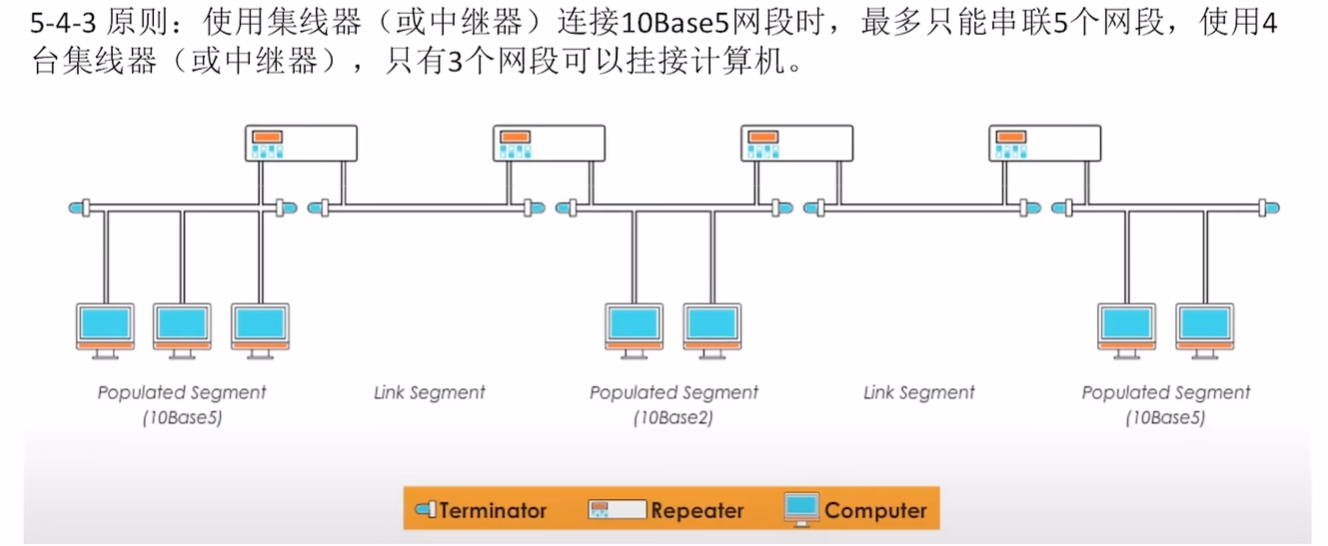 5-4-3 原则：使用集线器（或中继器）连接10Base5网段时，最多只能串联5个网段，使用4
台集线器（或中继器），只有3个网段可以挂接计算机。
Populated Segment
(10Base5)
Link Segment
Populated Segment
(10Base2)
Link Segment
Populated Segment
(10Base5)
Terminator
Repeater
Computer